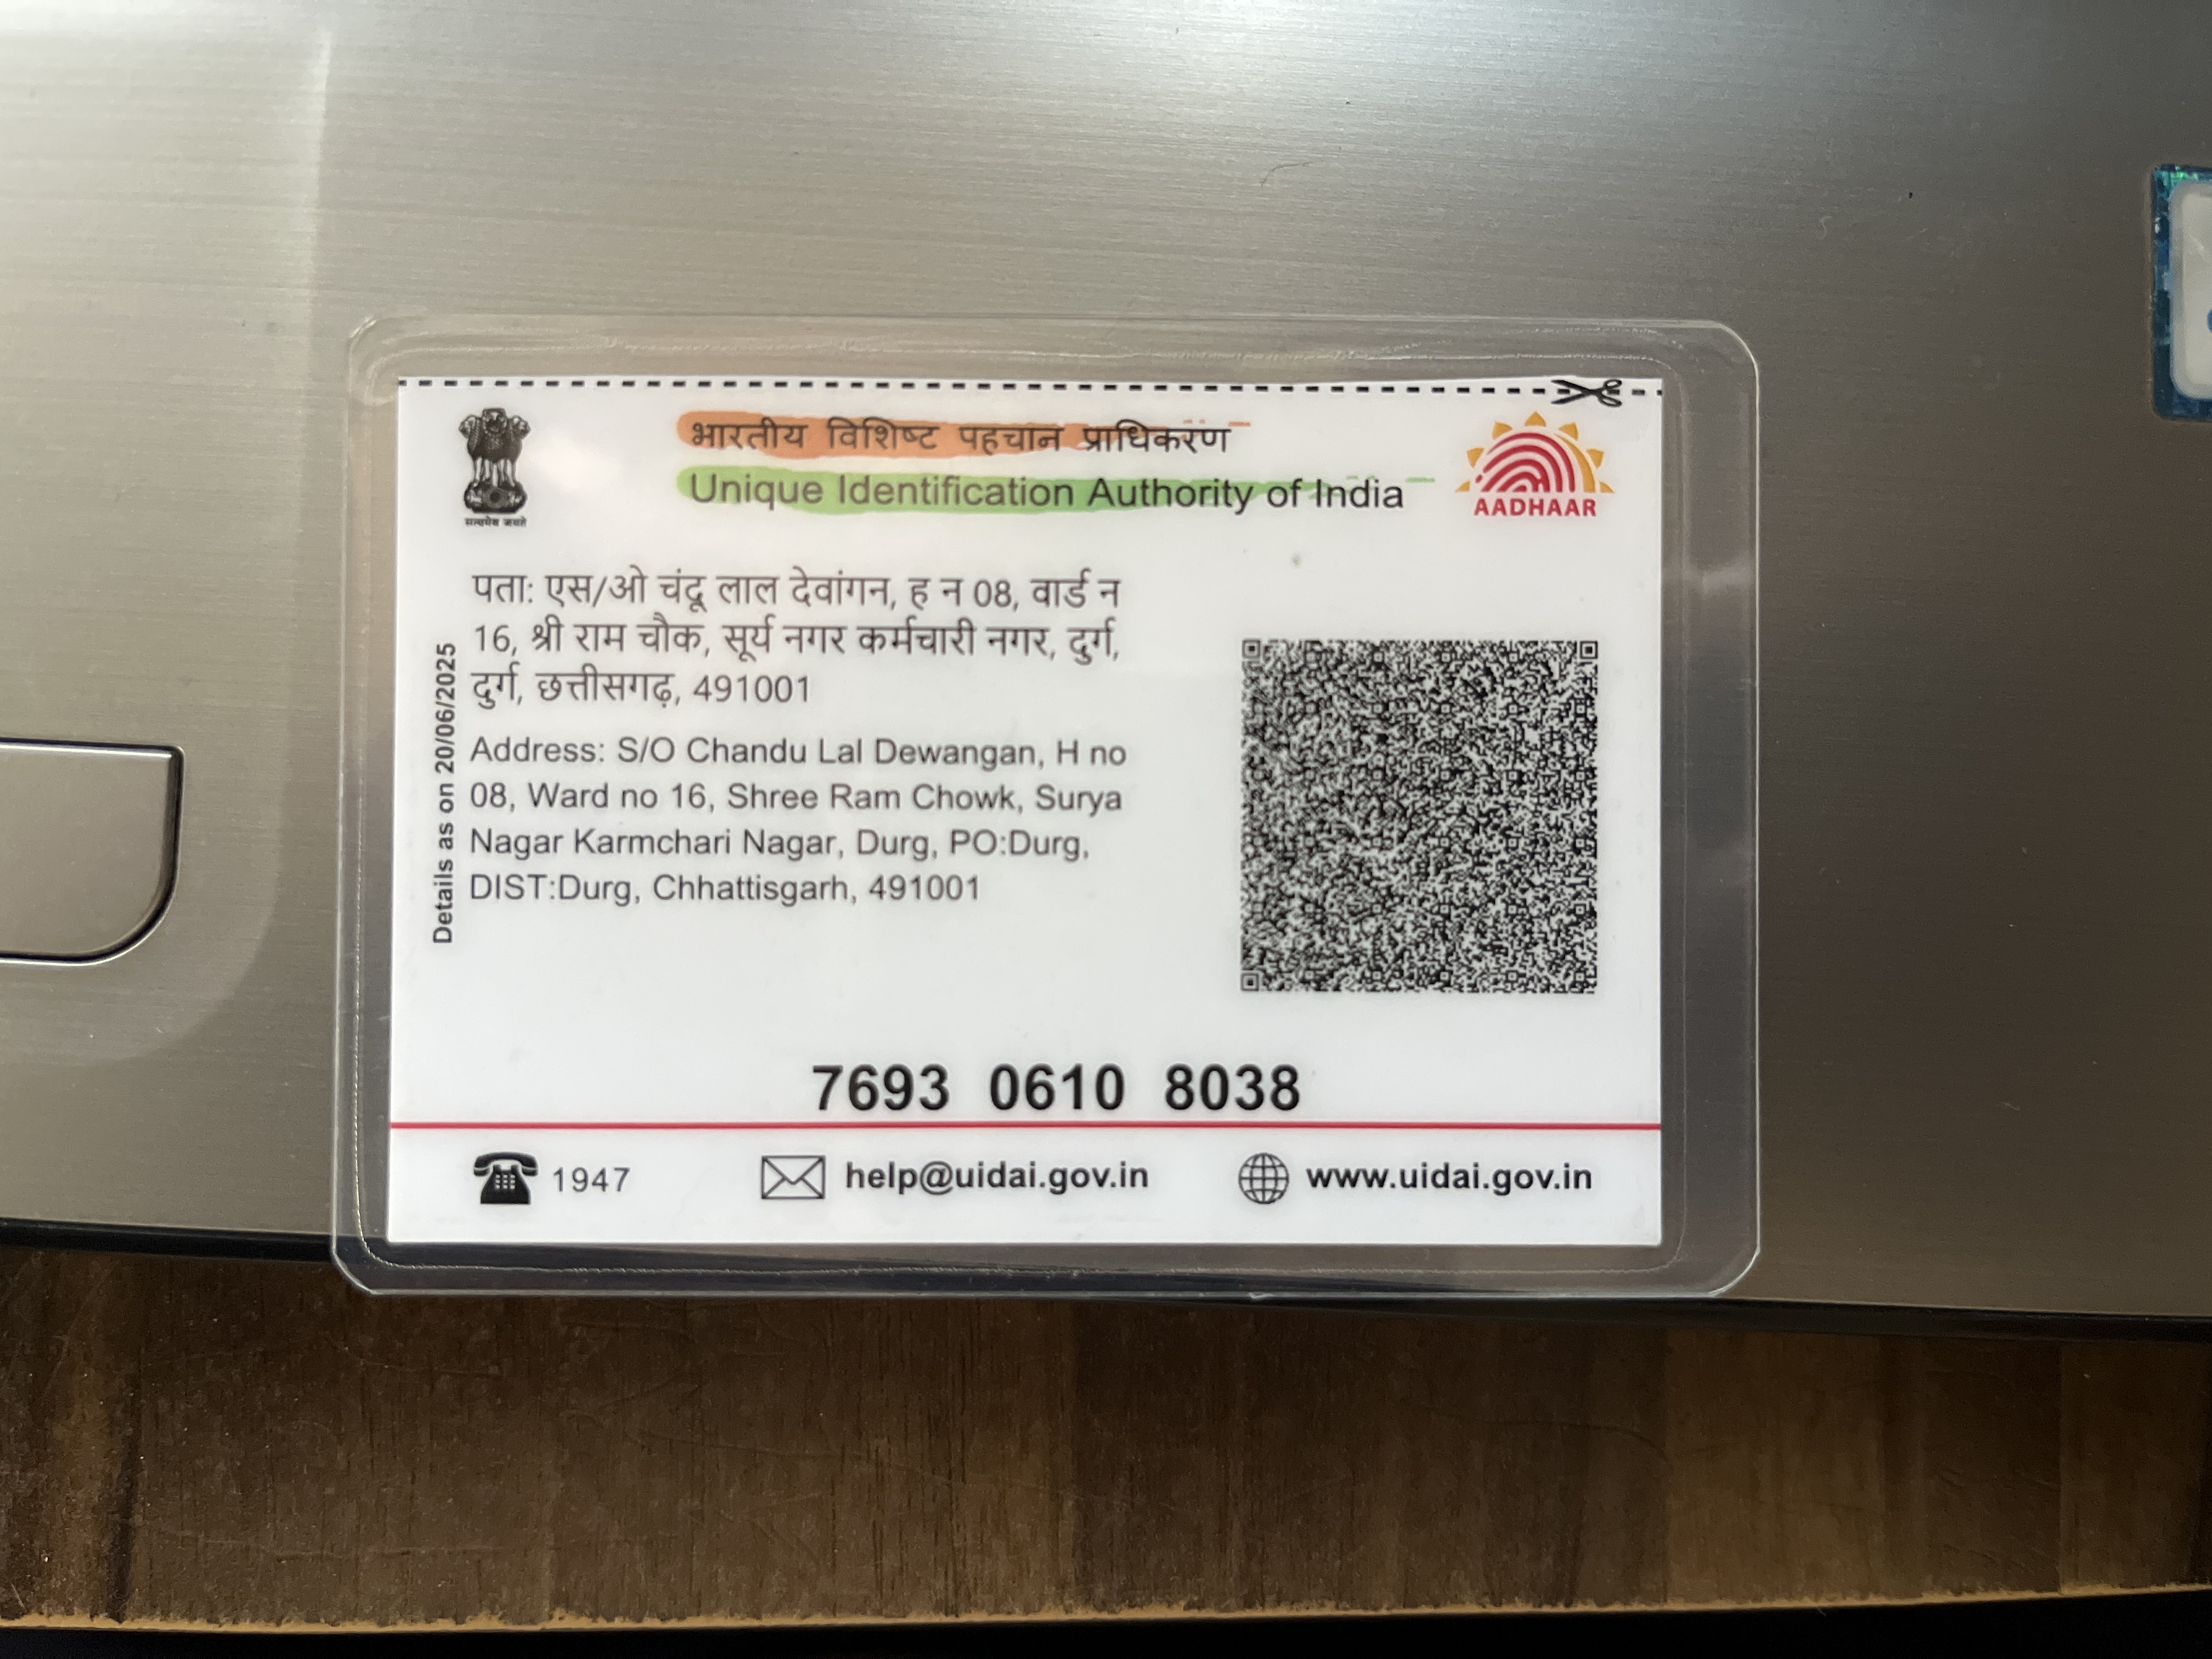 भारतीय विशिष्ट पहचान प्राधिकरण
Unique Identification Authority of India
सत्यमेव जयते
AADHAAR
Details as on 20/06/2025
पता: एस/ओ चंदू लाल देवांगन, ह न 08, वार्ड न
16, श्री राम चौक, सूर्य नगर कर्मचारी नगर, दुर्ग,
दुर्ग, छत्तीसगढ़, 491001
Address: S/O Chandu Lal Dewangan, H no
08, Ward no 16, Shree Ram Chowk, Surya
Nagar Karmchari Nagar, Durg, PO:Durg,
DIST:Durg, Chhattisgarh, 491001
7693 0610 8038
1947
help@uidai.gov.in
www.uidai.gov.in